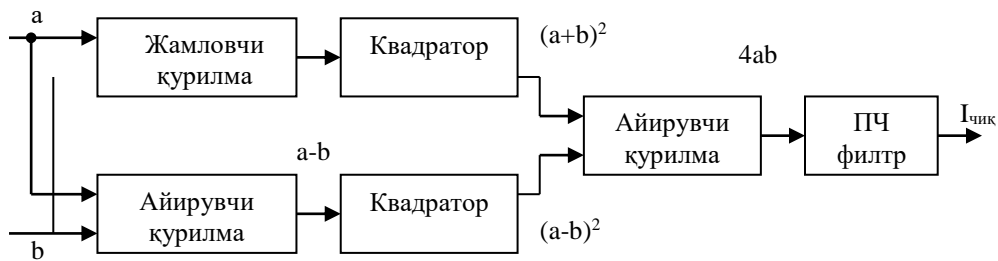 a
Жамловчи
қурилма
Квадратор
(a+b)²
4ab
Айирувчи
қурилма
ПЧ
филтр
Iчиқ
a-b
Айирувчи
қурилма
Квадратор
(a-b)²
b